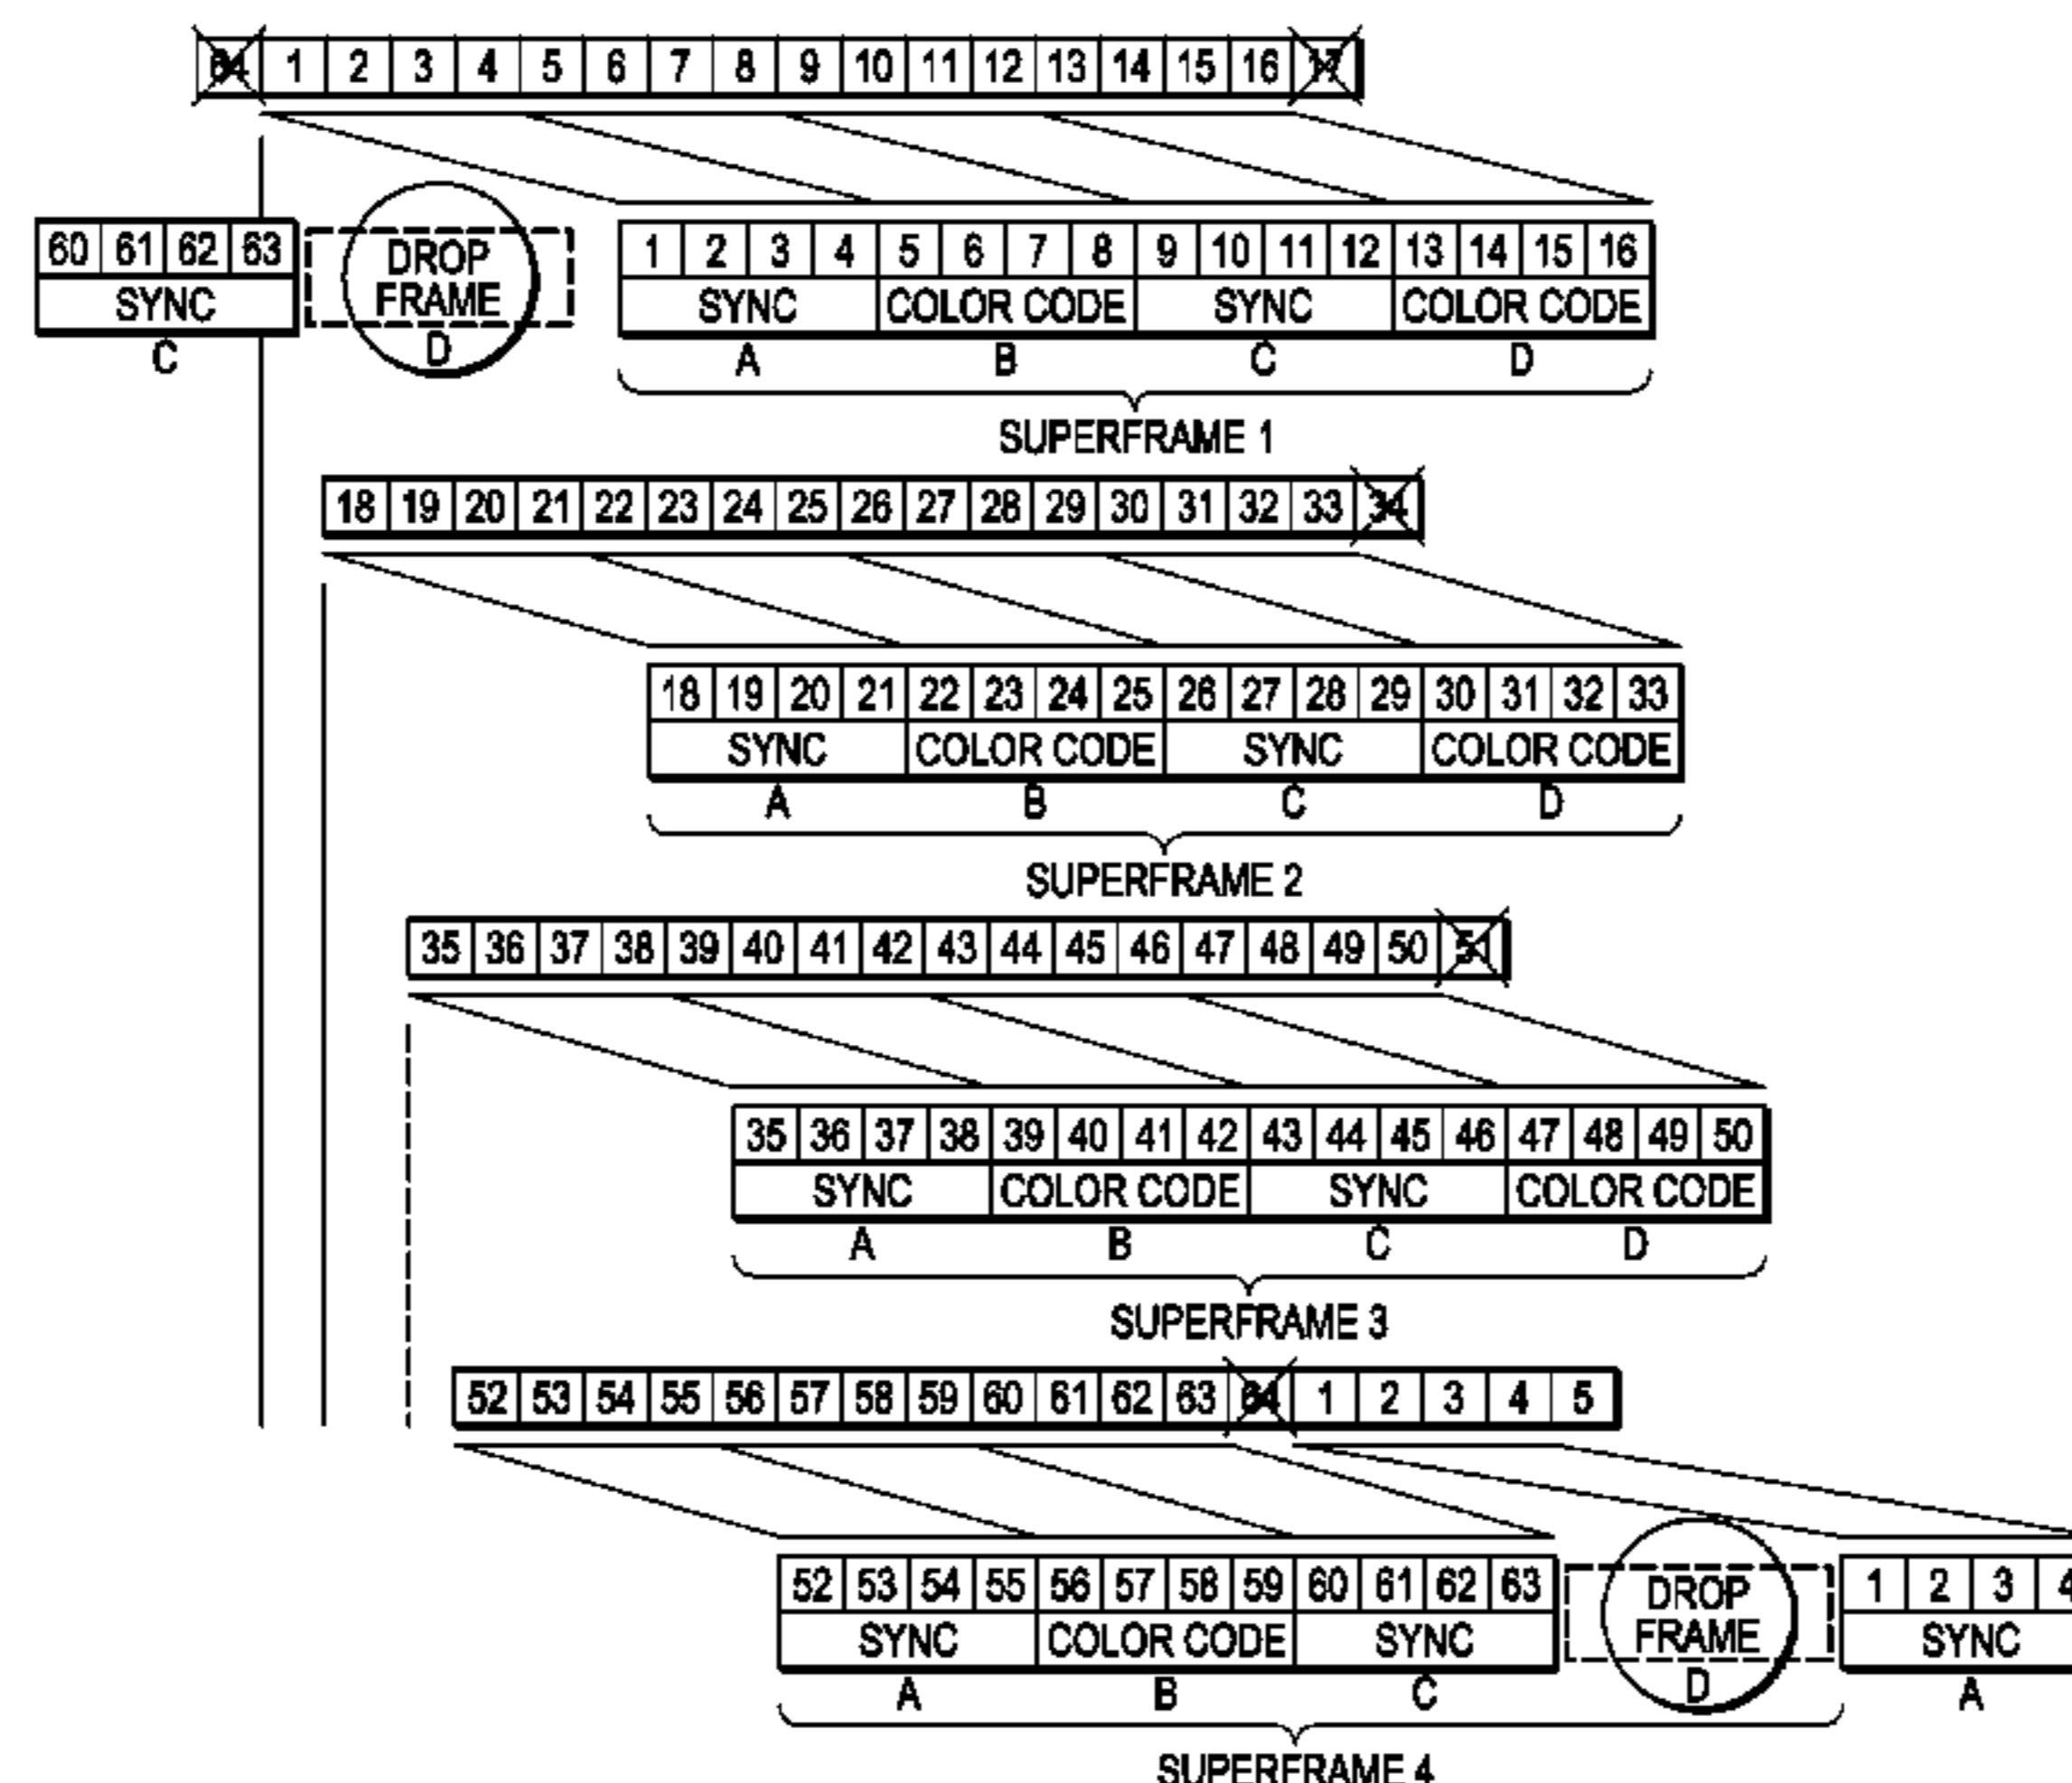 64 1 2 3 4 5 6 7 8 9 10 11 12 13 14 15 16 17
60 61 62 63
SYNC
C
DROP
FRAME
D
1 2 3 4 5 6 7 8 9 10 11 12 13 14 15 16
SYNC COLOR CODE SYNC COLOR CODE
A B C D
SUPERFRAME 1
18 19 20 21 22 23 24 25 26 27 28 29 30 31 32 33 34
18 19 20 21 22 23 24 25 26 27 28 29 30 31 32 33
SYNC COLOR CODE SYNC COLOR CODE
A B C D
SUPERFRAME 2
35 36 37 38 39 40 41 42 43 44 45 46 47 48 49 50 51
35 36 37 38 39 40 41 42 43 44 45 46 47 48 49 50
SYNC COLOR CODE SYNC COLOR CODE
A B C D
SUPERFRAME 3
52 53 54 55 56 57 58 59 60 61 62 63 64 1 2 3 4 5
52 53 54 55 56 57 58 59 60 61 62 63
SYNC COLOR CODE SYNC
A B C
DROP
FRAME
D
1 2 3 4
SYNC
A
SUPERFRAME 4